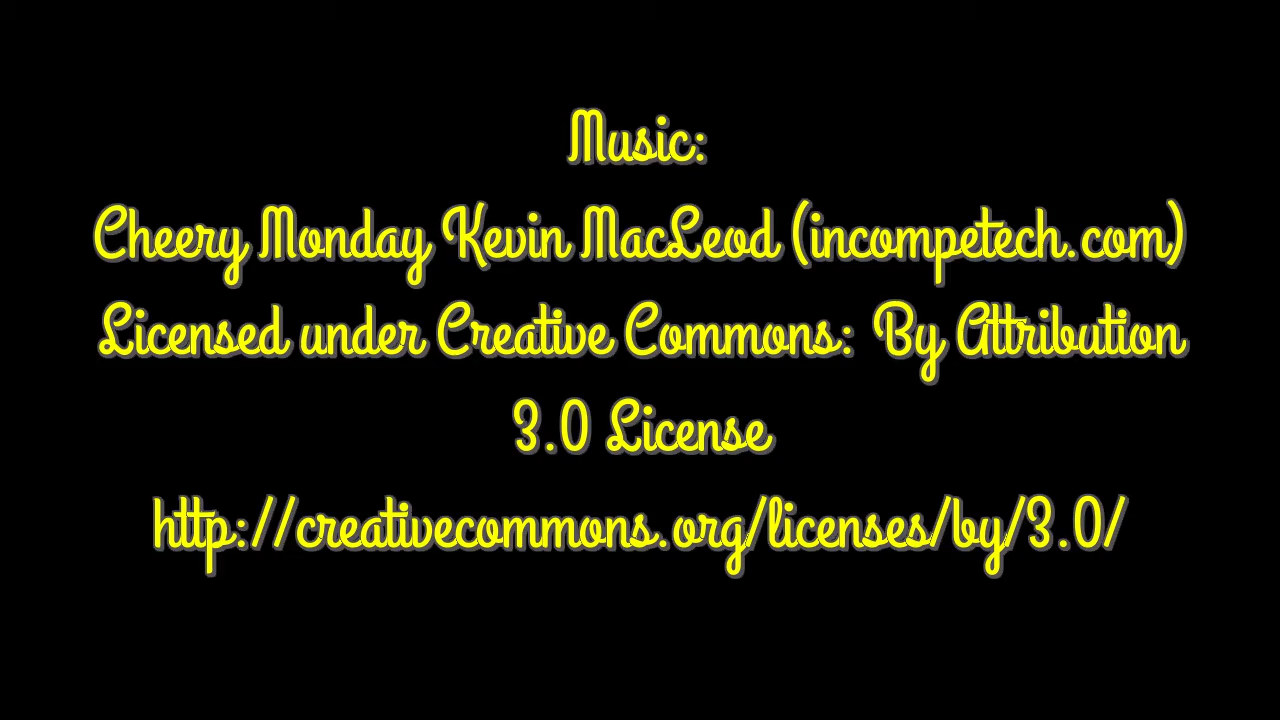 Music:
Cheery Monday Kevin MacLeod (incompetech.com)
Licensed under Creative Commons: By Attribution
3.0 License
http://creativecommons.org/licenses/by/3.0/